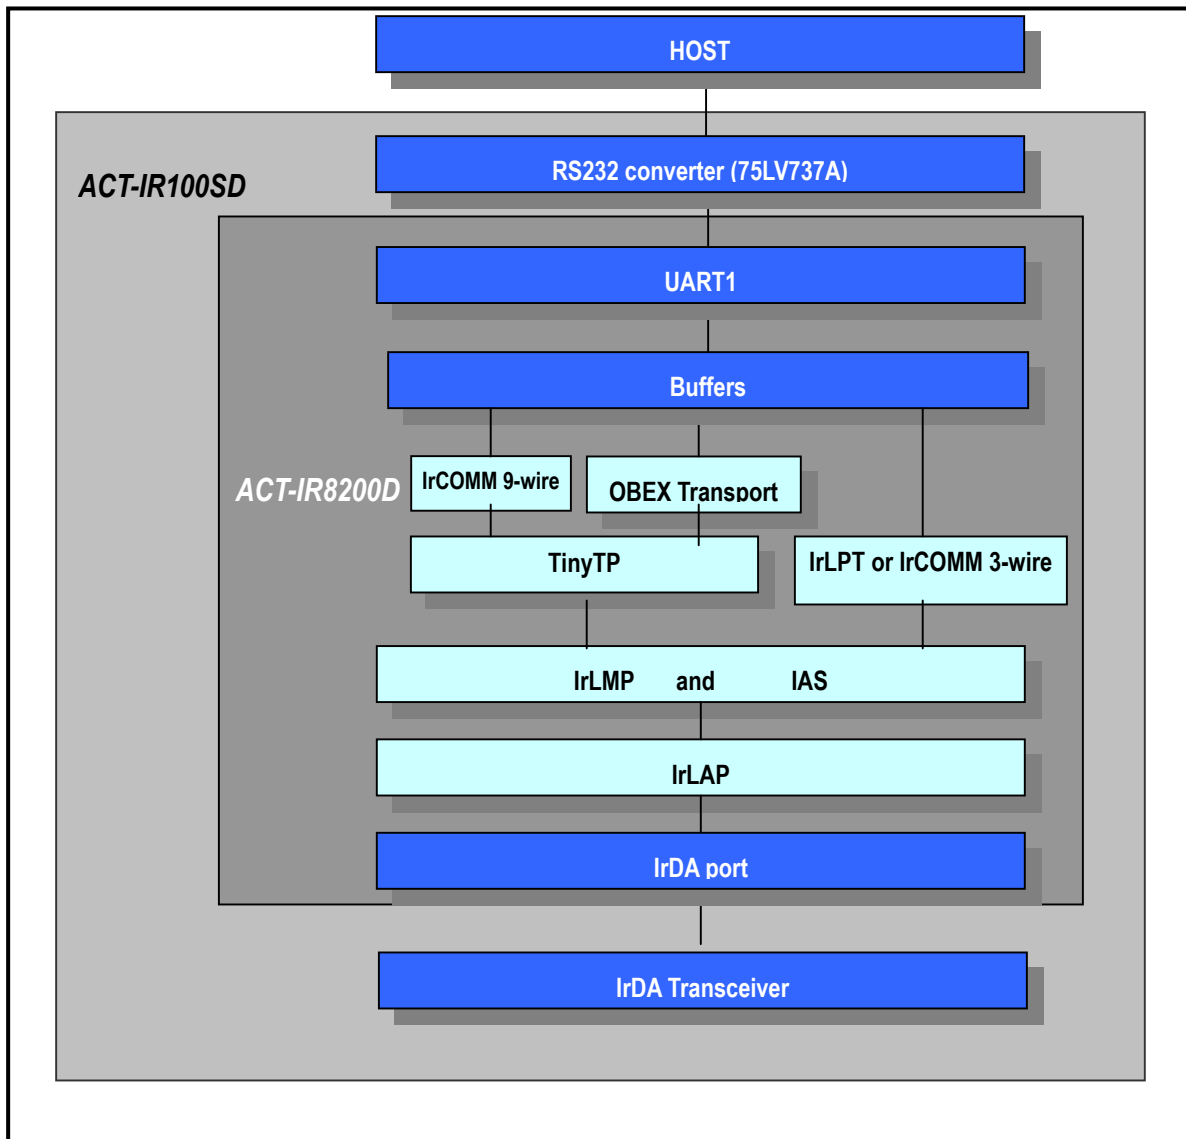 HOST
ACT-IR100SD
RS232 converter (75LV737A)
UART1
Buffers
ACT-IR8200D
IrCOMM 9-wire
OBEX Transport
TinyTP
IrLPT or IrCOMM 3-wire
IrLMP and IAS
IrLAP
IrDA port
IrDA Transceiver